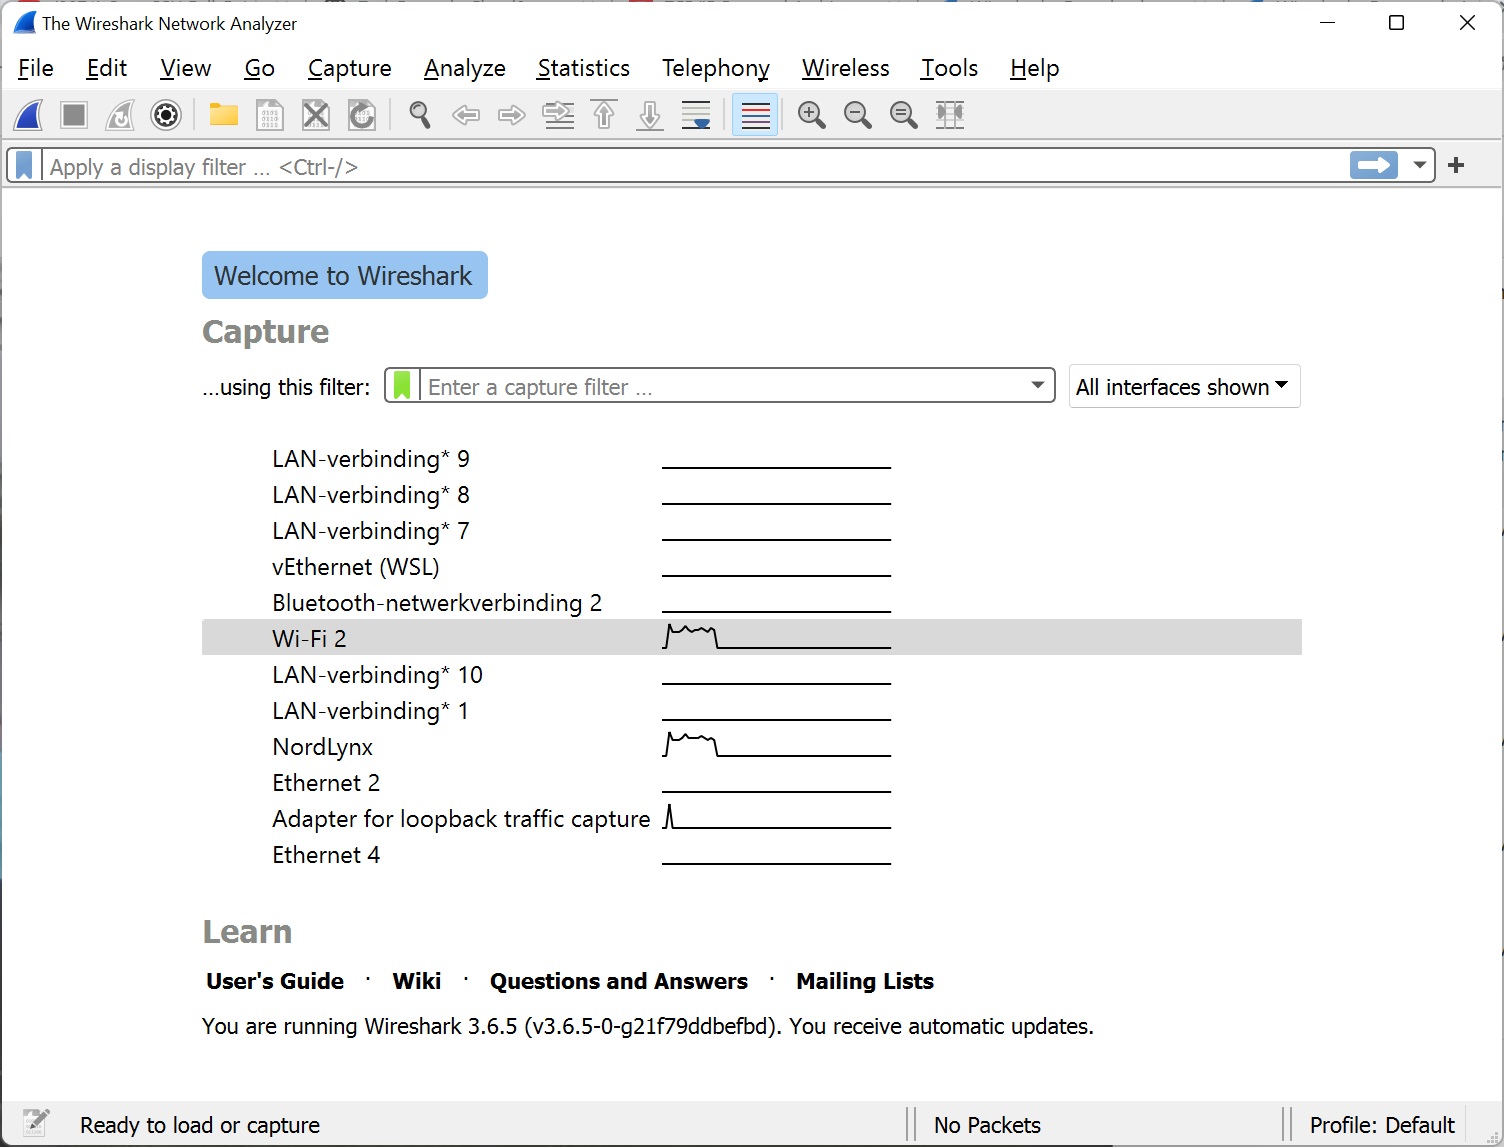 The Wireshark Network Analyzer
File Edit View Go Capture Analyze Statistics Telephony Wireless Tools Help
Apply a display filter ... <Ctrl-/>
Welcome to Wireshark
Capture
...using this filter: Enter a capture filter ... All interfaces shown
LAN-verbinding* 9
LAN-verbinding* 8
LAN-verbinding* 7
vEthernet (WSL)
Bluetooth-netwerkverbinding 2
Wi-Fi 2
LAN-verbinding* 10
LAN-verbinding* 1
NordLynx
Ethernet 2
Adapter for loopback traffic capture
Ethernet 4
Learn
User's Guide · Wiki · Questions and Answers · Mailing Lists
You are running Wireshark 3.6.5 (v3.6.5-0-g21f79ddbefbd). You receive automatic updates.
Ready to load or capture No Packets Profile: Default